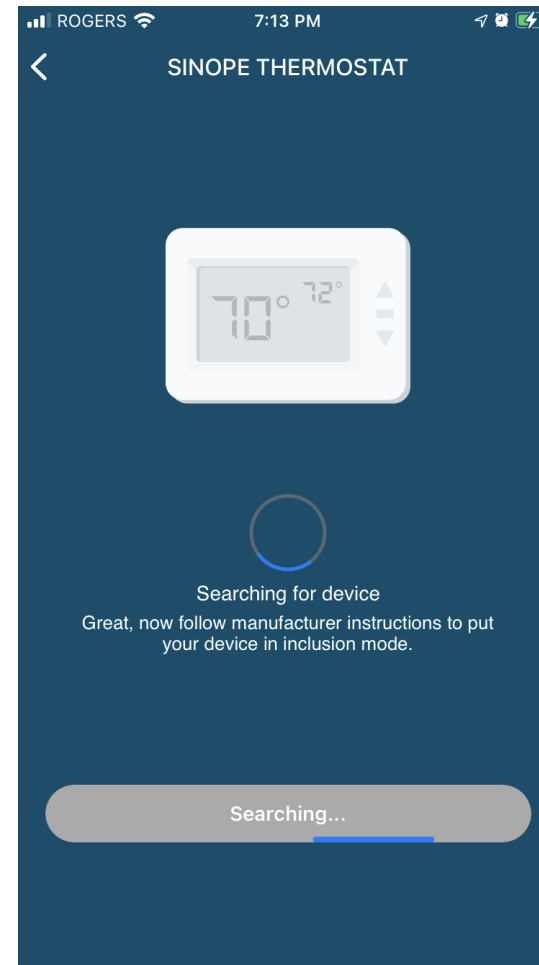 ROGERS 7:13 PM
SINOPE THERMOSTAT
70° 72°
Searching for device
Great, now follow manufacturer instructions to put
your device in inclusion mode.
Searching...